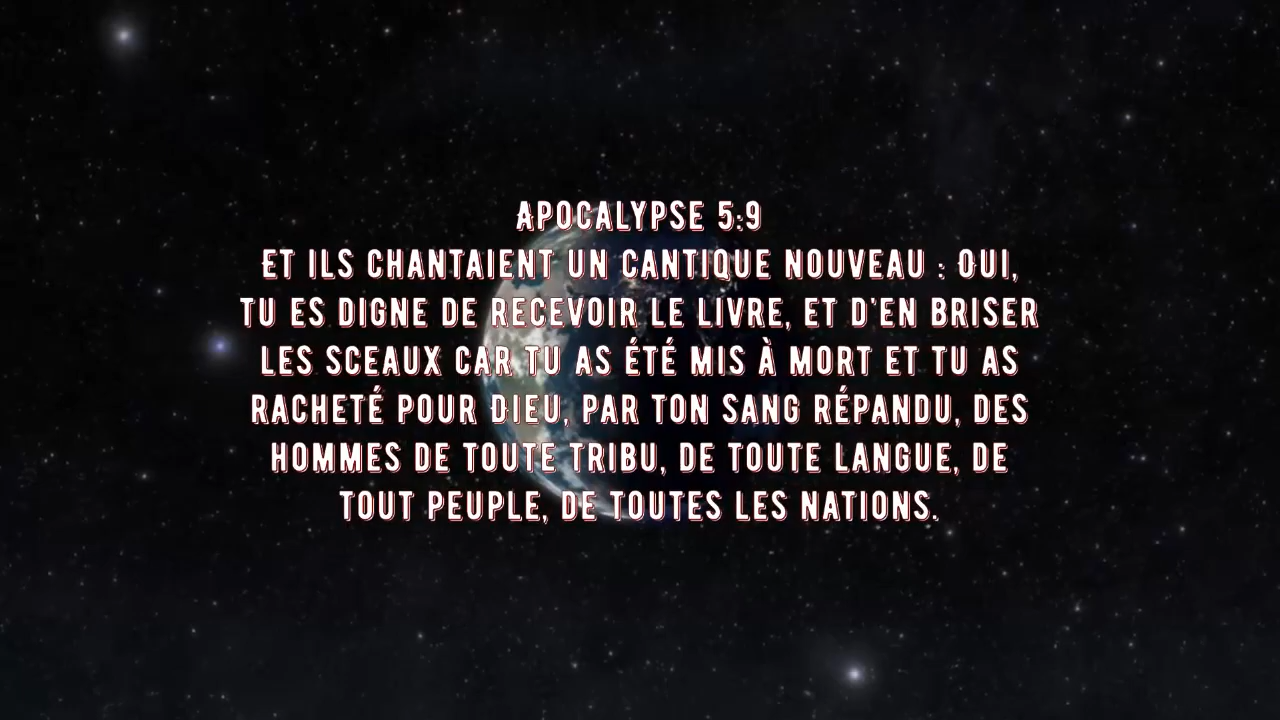 APOCALYPSE 5:9
ET ILS CHANTAIENT UN CANTIQUE NOUVEAU : OUI,
TU ES DIGNE DE RECEVOIR LE LIVRE, ET D'EN BRISER
LES SCEAUX CAR TU AS ÉTÉ MIS À MORT ET TU AS
RACHETÉ POUR DIEU, PAR TON SANG RÉPANDU, DES
HOMMES DE TOUTE TRIBU, DE TOUTE LANGUE, DE
TOUT PEUPLE, DE TOUTES LES NATIONS.